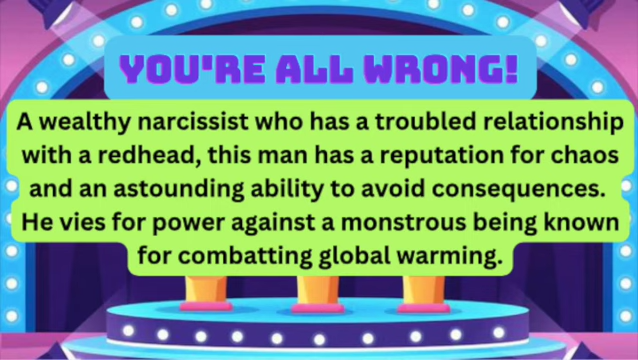 YOU'RE ALL WRONG!
A wealthy narcissist who has a troubled relationship
with a redhead, this man has a reputation for chaos
and an astounding ability to avoid consequences.
He vies for power against a monstrous being known
for combatting global warming.